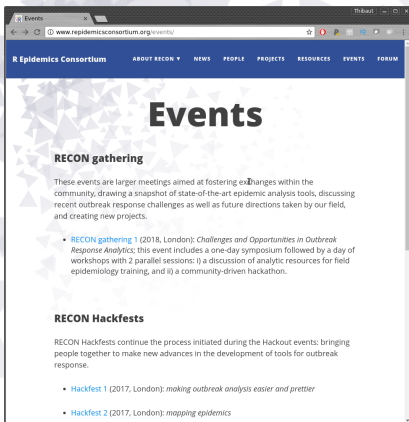 Events
Thibaut
www.repidemicsconsortium.org/events/
R Epidemics Consortium
ABOUT RECON ▼ NEWS PEOPLE PROJECTS RESOURCES EVENTS FORUM
Events
RECON gathering
These events are larger meetings aimed at fostering exchanges within the
community, drawing a snapshot of state-of-the-art epidemic analysis tools, discussing
recent outbreak response challenges as well as future directions taken by our field,
and creating new projects.
• RECON gathering 1 (2018, London): Challenges and Opportunities in Outbreak
Response Analytics; this event includes a one-day symposium followed by a day of
workshops with 2 parallel sessions: i) a discussion of analytic resources for field
epidemiology training, and ii) a community-driven hackathon.
RECON Hackfests
RECON Hackfests continue the process initiated during the Hackout events: bringing
people together to make new advances in the development of tools for outbreak
response.
• Hackfest 1 (2017, London): making outbreak analysis easier and prettier
• Hackfest 2 (2017, London): mapping epidemics